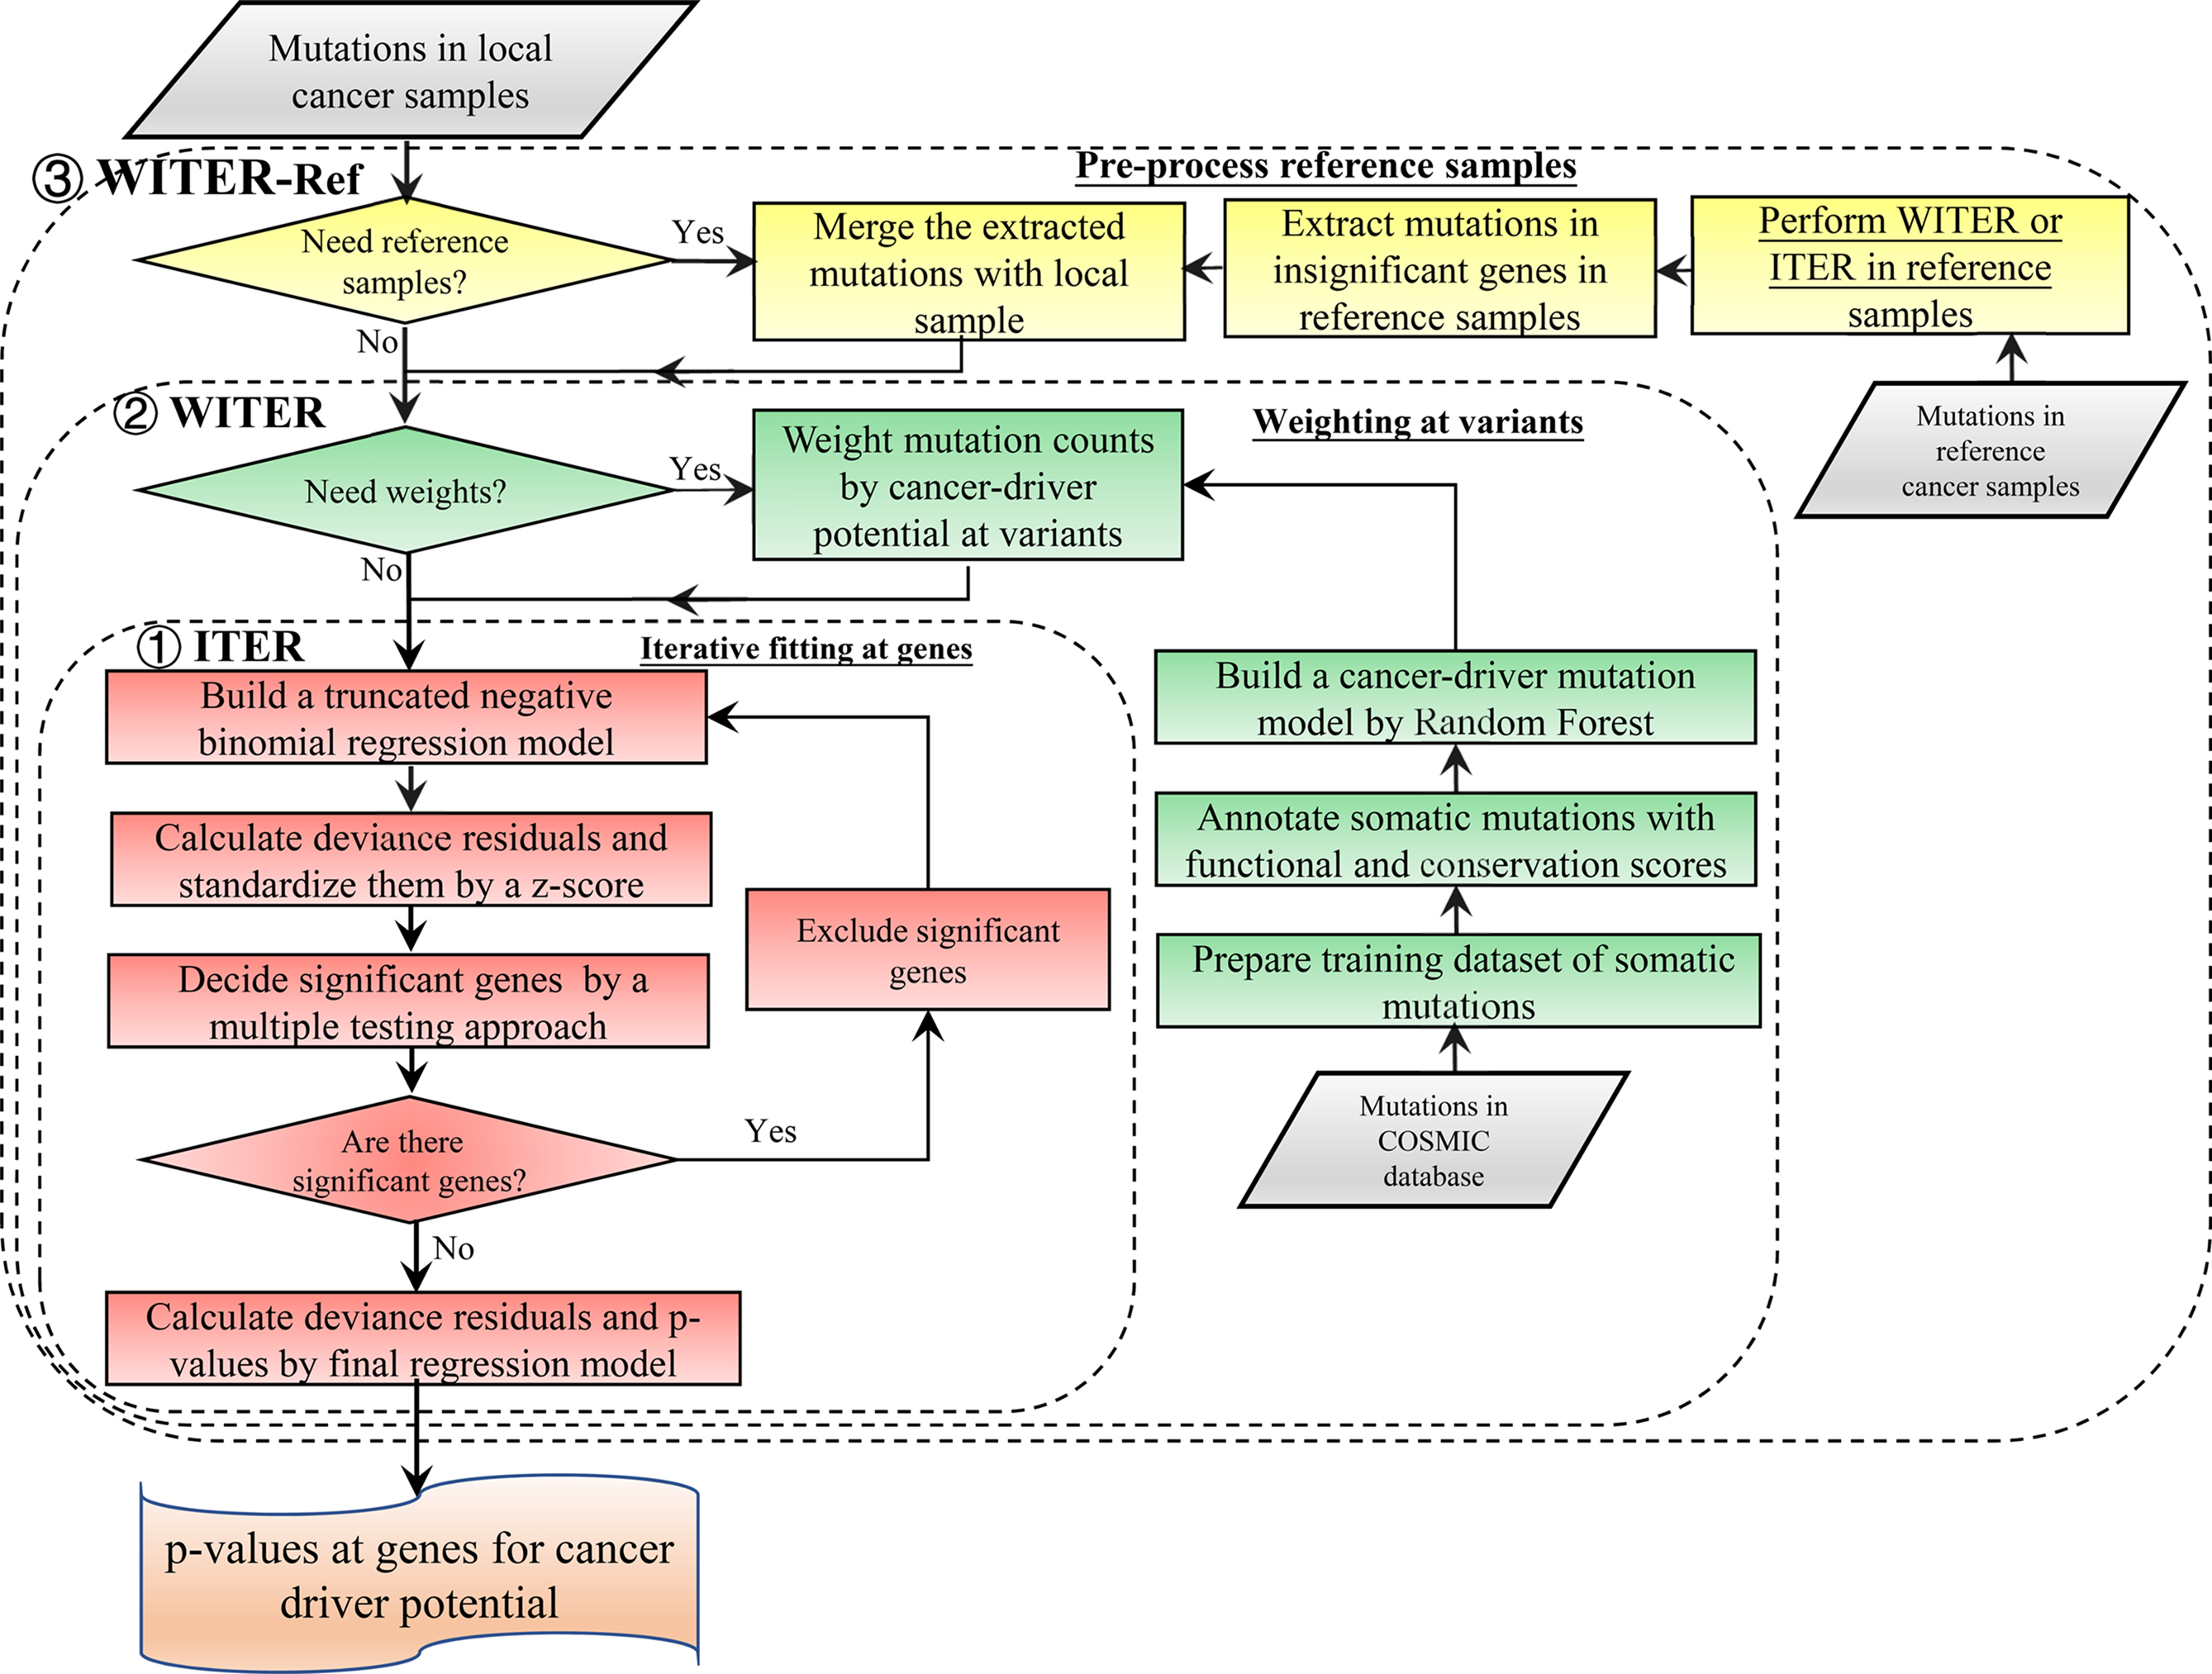 Mutations in local
cancer samples
③ WITER-Ref
Pre-process reference samples
Need reference
samples?
Yes
No
Merge the extracted
mutations with local
sample
Extract mutations in
insignificant genes in
reference samples
Perform WITER or
ITER in reference
samples
Mutations in
reference
cancer samples
② WITER
Weighting at variants
Need weights?
Yes
No
Weight mutation counts
by cancer-driver
potential at variants
Build a cancer-driver mutation
model by Random Forest
Annotate somatic mutations with
functional and conservation scores
Prepare training dataset of somatic
mutations
Mutations in
COSMIC
database
① ITER
Iterative fitting at genes
Build a truncated negative
binomial regression model
Calculate deviance residuals and
standardize them by a z-score
Decide significant genes by a
multiple testing approach
Exclude significant
genes
Are there
significant genes?
Yes
No
Calculate deviance residuals and p-
values by final regression model
p-values at genes for cancer
driver potential